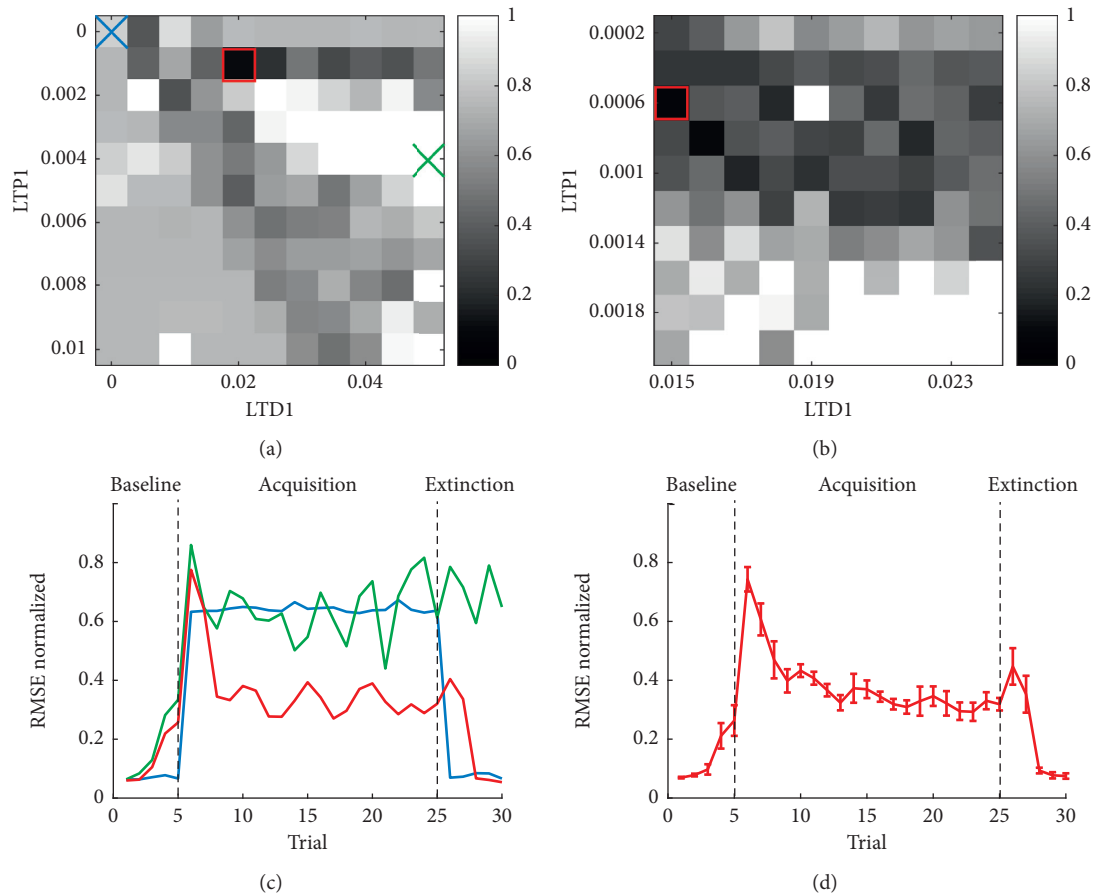 0
0.002
0.004
0.006
0.008
0.01
LTP1
0 0.02 0.04
LTD1
1
0.8
0.6
0.4
0.2
0
(a)
0.0002
0.0006
0.001
0.0014
0.0018
LTP1
0.015 0.019 0.023
LTD1
1
0.8
0.6
0.4
0.2
0
(b)
Baseline Acquisition Extinction
0.8
0.6
0.4
0.2
0
RMSE normalized
0 5 10 15 20 25 30
Trial
(c)
Baseline Acquisition Extinction
0.8
0.6
0.4
0.2
0
RMSE normalized
0 5 10 15 20 25 30
Trial
(d)